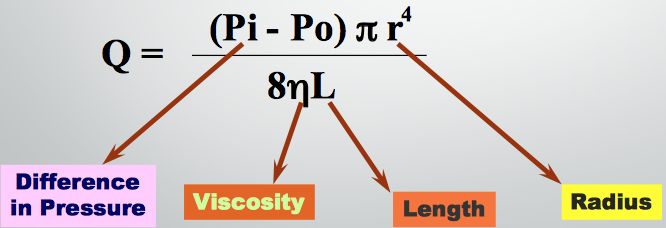 Q = (Pi - Po) π r⁴
8ηL
Difference
in Pressure
Viscosity
Length
Radius